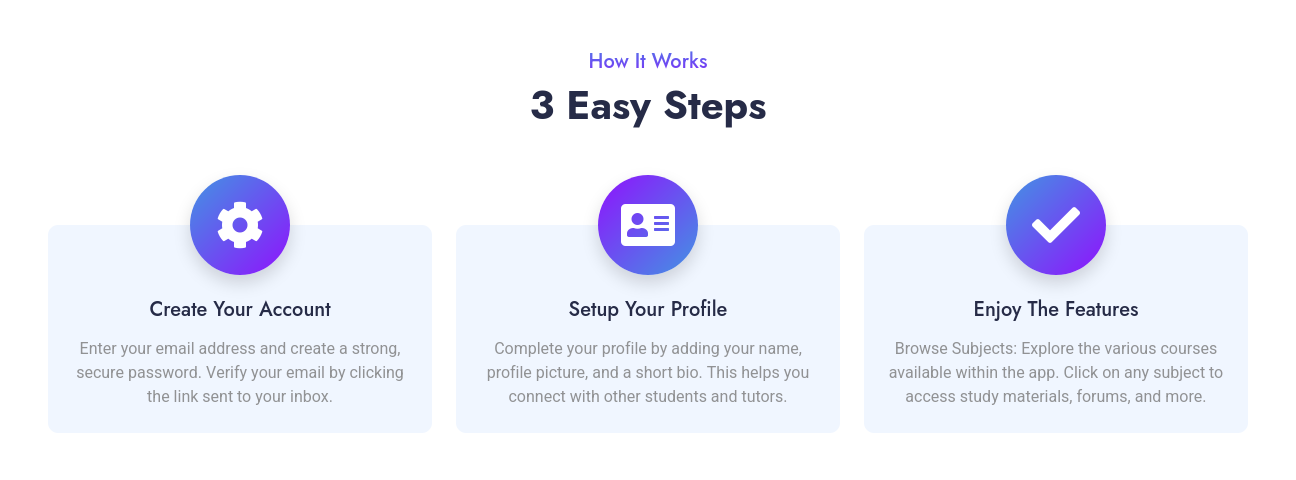 How It Works
3 Easy Steps
Create Your Account
Enter your email address and create a strong,
secure password. Verify your email by clicking
the link sent to your inbox.
Setup Your Profile
Complete your profile by adding your name,
profile picture, and a short bio. This helps you
connect with other students and tutors.
Enjoy The Features
Browse Subjects: Explore the various courses
available within the app. Click on any subject to
access study materials, forums, and more.